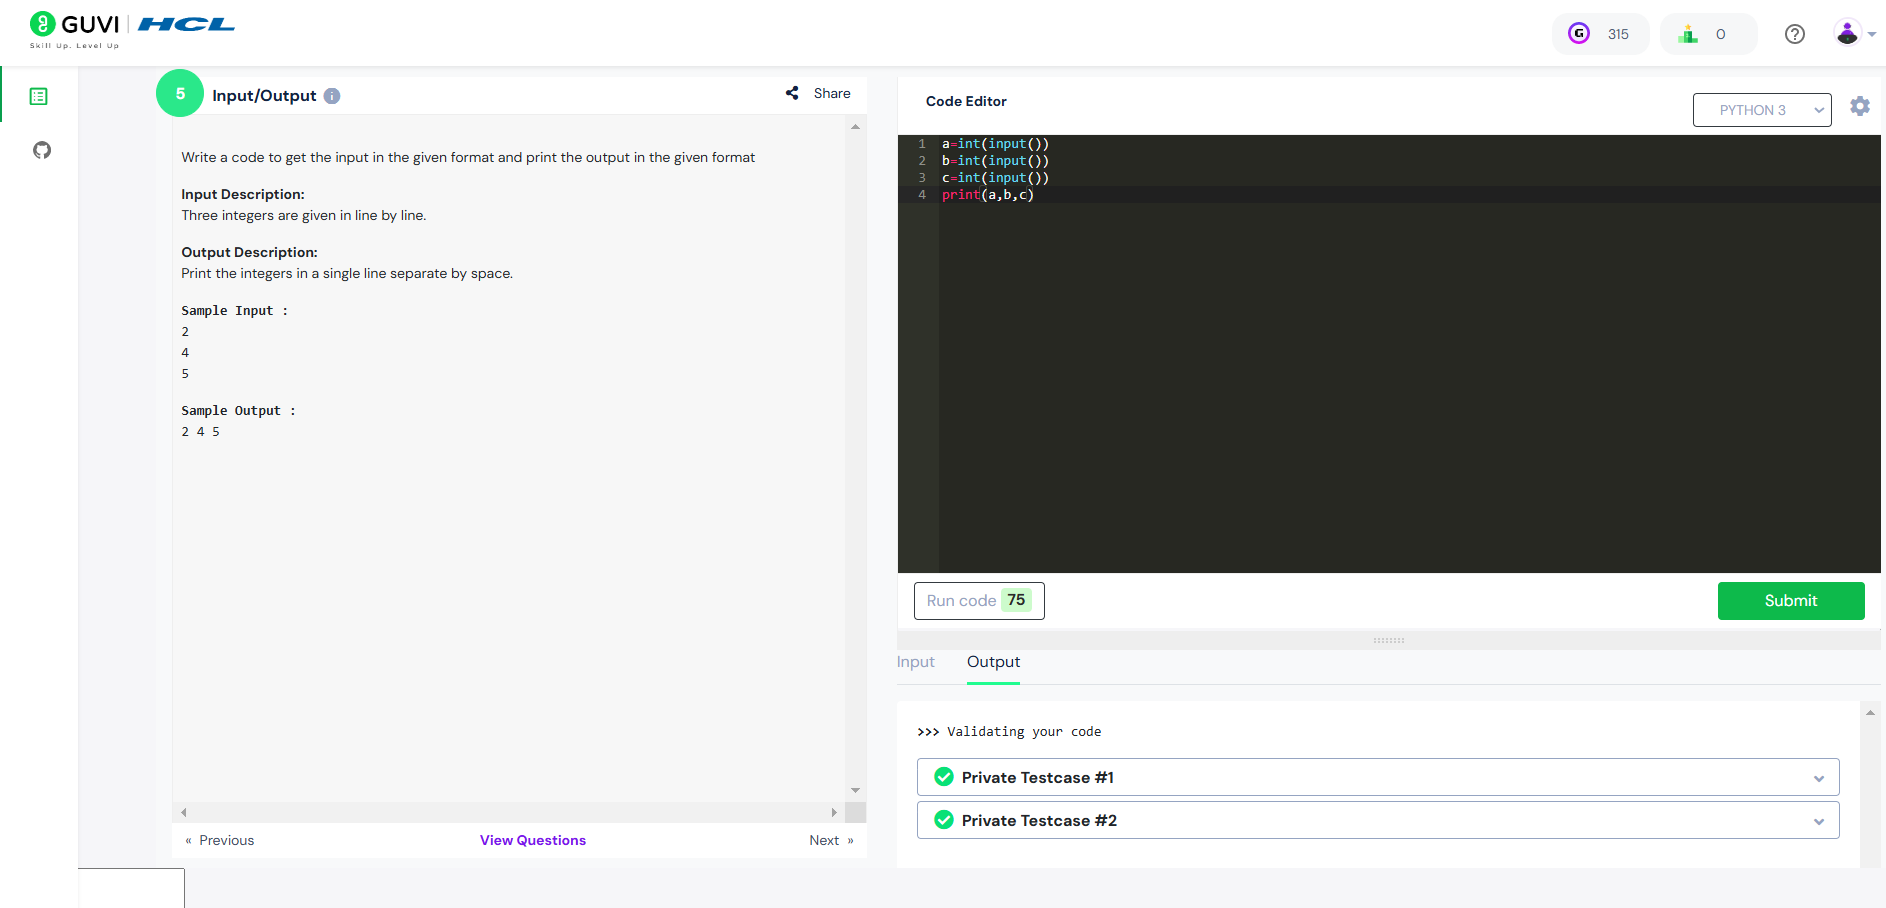 GUVI | HCL
Skill Up. Level Up
315
0
5
Input/Output
Share
Write a code to get the input in the given format and print the output in the given format
Input Description:
Three integers are given in line by line.
Output Description:
Print the integers in a single line separate by space.
Sample Input :
2
4
5
Sample Output :
2 4 5
« Previous
View Questions
Next »
Code Editor
PYTHON 3
1 a=int(input())
2 b=int(input())
3 c=int(input())
4 print(a,b,c)
Run code 75
Submit
Input
Output
>>> Validating your code
Private Testcase #1
Private Testcase #2